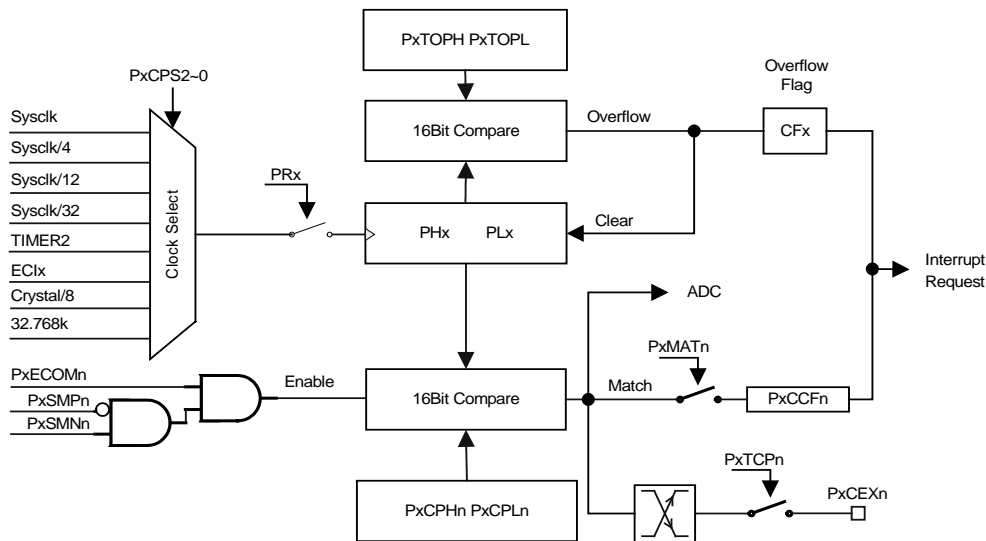 PxTOPH PxTOPL
PxCPS2~0
Overflow
Flag
Sysclk
Sysclk/4
Sysclk/12
Sysclk/32
TIMER2
ECIx
Crystal/8
32.768k
Clock Select
16Bit Compare
Overflow
CFx
PRx
PHx PLx
Clear
Interrupt
Request
ADC
PxECOMn
PxSMPn
PxSMNn
Enable
16Bit Compare
Match
PxMATn
PxCCFn
PxCPHn PxCPLn
PxTCPn
PxCEXn